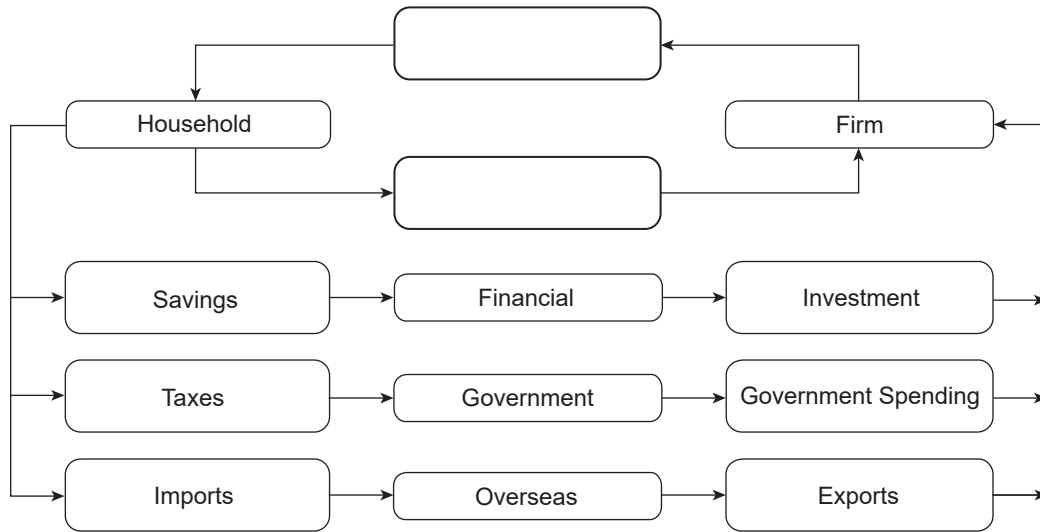 Household
Firm
Savings
Financial
Investment
Taxes
Government
Government Spending
Imports
Overseas
Exports